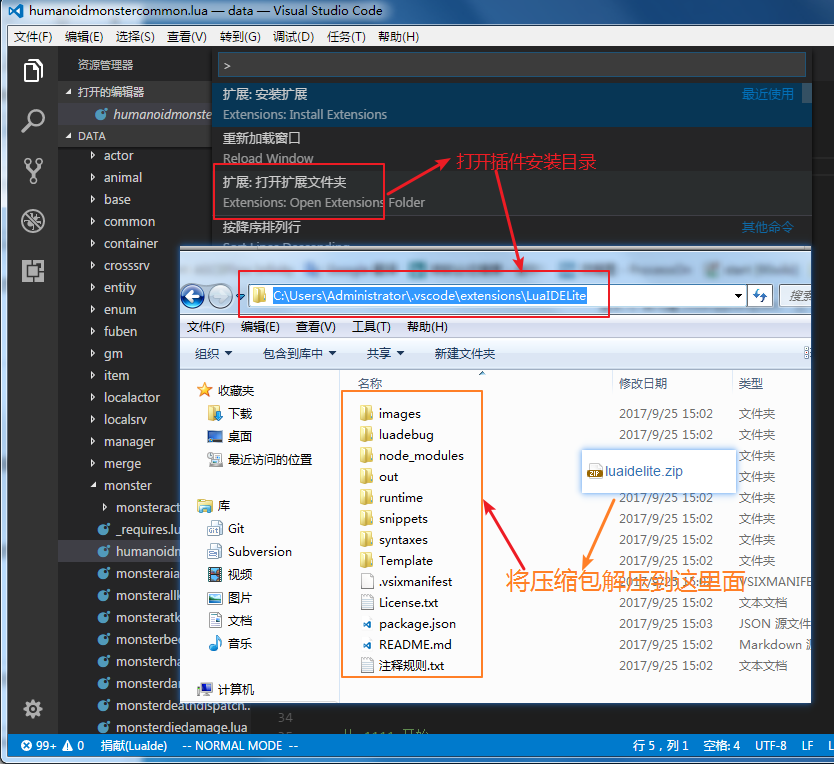 humanoidmonstercommon.lua — data — Visual Studio Code
文件(F) 编辑(E) 选择(S) 查看(V) 转到(G) 调试(D) 任务(T) 帮助(H)
资源管理器
打开的编辑器
humanoidmonste
DATA
actor
animal
base
common
container
crosssrv
entity
enum
fuben
gm
item
localactor
localsrv
manager
merge
monster
monsteract
_requires.lu
humanoidm
monsteraia
monsterallk
monsteratk
monsterbed
monstercha
monsterdar
monsterdeathdispatch..
monsterdiedamage.lua
>
扩展: 安装扩展 最近使用
Extensions: Install Extensions
重新加载窗口
Reload Window
扩展: 打开扩展文件夹
Extensions: Open Extensions Folder
按降序排列行 其他命令
Sort Lines Descending
打开插件安装目录
C:\Users\Administrator\.vscode\extensions\LuaIDELite
搜索
文件(F) 编辑(E) 查看(V) 工具(T) 帮助(H)
组织 包含到库中 共享 新建文件夹
收藏夹
下载
桌面
最近访问的位置
库
Git
Subversion
视频
图片
文档
音乐
计算机
名称 修改日期 类型
images 2017/9/25 15:02 文件夹
luadebug 2017/9/25 15:02 文件夹
node_modules 2017/9/25 15:02 文件夹
out 文件夹
runtime 2017/9/25 15:02 文件夹
snippets 2017/9/25 15:02 文件夹
syntaxes 2017/9/25 15:02 文件夹
Template 2017/9/25 15:02 文件夹
.vsixmanifest 2017/9/25 15:02 VSIXMANIFE
License.txt 2017/9/25 15:02 文本文档
package.json 2017/9/25 15:03 JSON 源文件
README.md 2017/9/25 15:02 Markdown 源
注释规则.txt 2017/9/25 15:02 文本文档
luaidelite.zip
将压缩包解压到这里面
34
99+ 0 捐献(LuaIde) -- NORMAL MODE -- 行 5，列 1 空格: 4 UTF-8 LF L